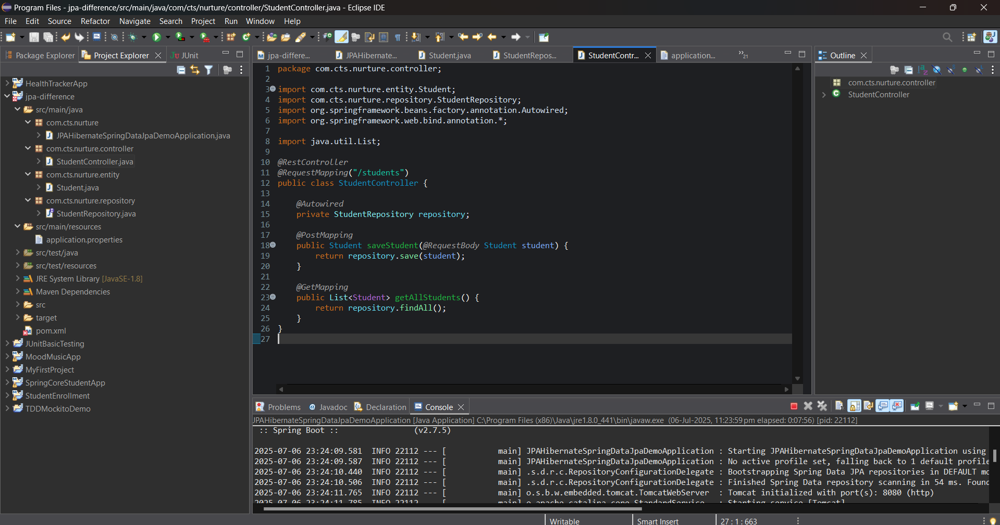 Program Files - jpa-difference/src/main/java/com/cts/nurture/controller/StudentController.java - Eclipse IDE
File Edit Source Refactor Navigate Search Project Run Window Help
Package Explorer Project Explorer JUnit
HealthTrackerApp
jpa-difference
src/main/java
com.cts.nurture
JPAHibernateSpringDataJpaDemoApplication.java
com.cts.nurture.controller
StudentController.java
com.cts.nurture.entity
Student.java
com.cts.nurture.repository
StudentRepository.java
src/main/resources
application.properties
src/test/java
src/test/resources
JRE System Library [JavaSE-1.8]
Maven Dependencies
src
target
pom.xml
JUnitBasicTesting
MoodMusicApp
MyFirstProject
SpringCoreStudentApp
StudentEnrollment
TDDMockitoDemo
jpa-differe... JPAHibernate... Student.java StudentRepos... StudentContr... application... »21
1 package com.cts.nurture.controller;
2
3 import com.cts.nurture.entity.Student;
4 import com.cts.nurture.repository.StudentRepository;
5 import org.springframework.beans.factory.annotation.Autowired;
6 import org.springframework.web.bind.annotation.*;
7
8 import java.util.List;
9
10 @RestController
11 @RequestMapping("/students")
12 public class StudentController {
13
14 @Autowired
15 private StudentRepository repository;
16
17 @PostMapping
18 public Student saveStudent(@RequestBody Student student) {
19 return repository.save(student);
20 }
21
22 @GetMapping
23 public List<Student> getAllStudents() {
24 return repository.findAll();
25 }
26 }
27
Outline
com.cts.nurture.controller
StudentController
Problems Javadoc Declaration Console
JPAHibernateSpringDataJpaDemoApplication [Java Application] C:\Program Files (x86)\Java\jre1.8.0_441\bin\javaw.exe (06-Jul-2025, 11:23:59 pm elapsed: 0:07:56) [pid: 22112]
:: Spring Boot :: (v2.7.5)
2025-07-06 23:24:09.581 INFO 22112 --- [ main] JPAHibernateSpringDataJpaDemoApplication : Starting JPAHibernateSpringDataJpaDemoApplication using
2025-07-06 23:24:09.587 INFO 22112 --- [ main] JPAHibernateSpringDataJpaDemoApplication : No active profile set, falling back to 1 default profile
2025-07-06 23:24:10.440 INFO 22112 --- [ main] .s.d.r.c.RepositoryConfigurationDelegate : Bootstrapping Spring Data JPA repositories in DEFAULT mo
2025-07-06 23:24:10.506 INFO 22112 --- [ main] .s.d.r.c.RepositoryConfigurationDelegate : Finished Spring Data repository scanning in 54 ms. Found
2025-07-06 23:24:11.765 INFO 22112 --- [ main] o.s.b.w.embedded.tomcat.TomcatWebServer : Tomcat initialized with port(s): 8080 (http)
2025-07-06 23:24:11.785 INFO 22112 --- [ main] o.apache.catalina.core.StandardService : Starting service [Tomcat]
Writable Smart Insert 27 : 1 : 663